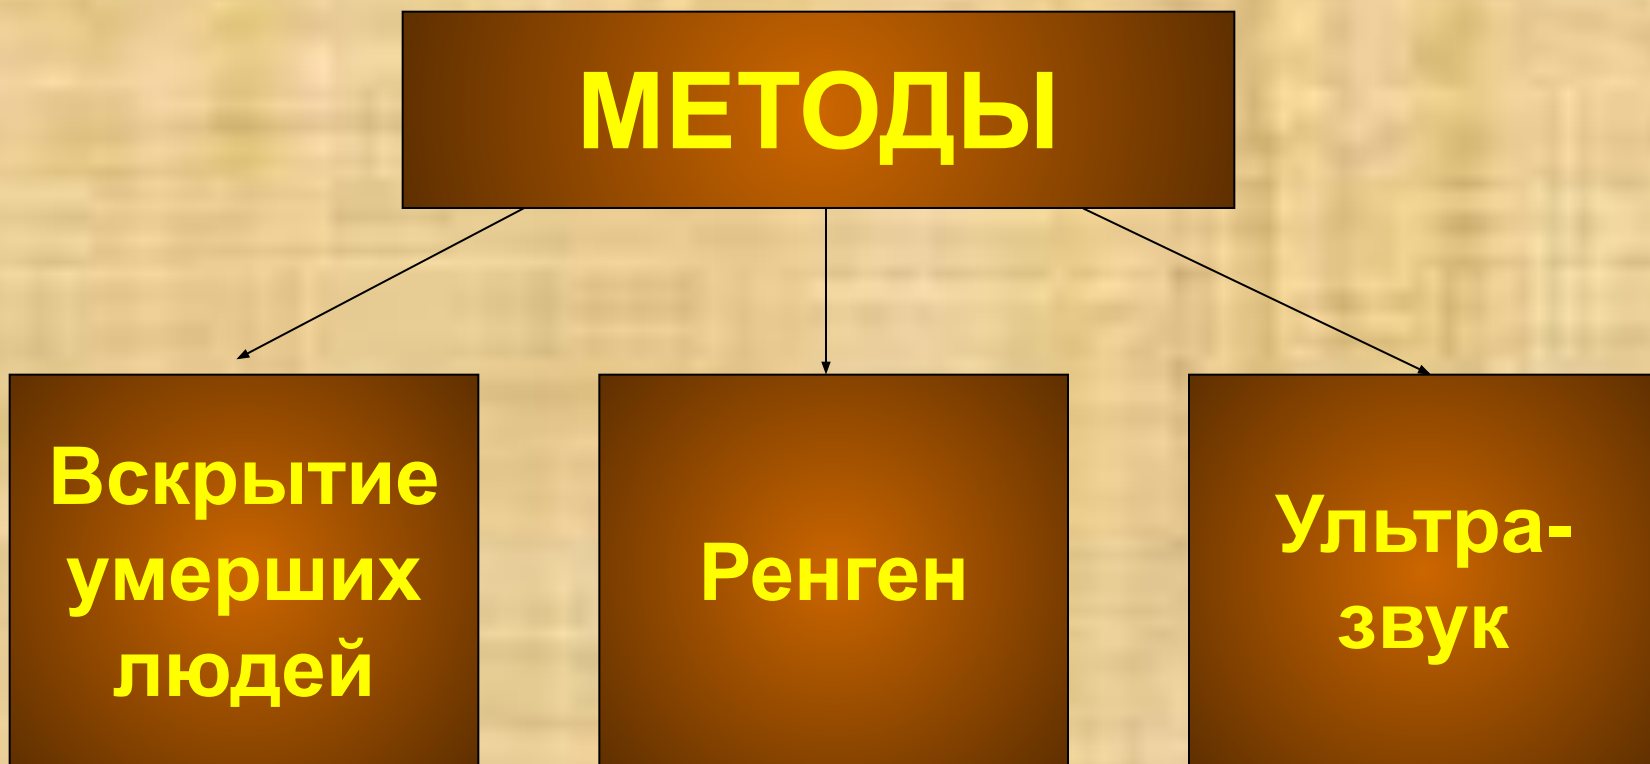 МЕТОДЫ
Вскрытие
умерших
людей
Ренген
Ультра-
звук